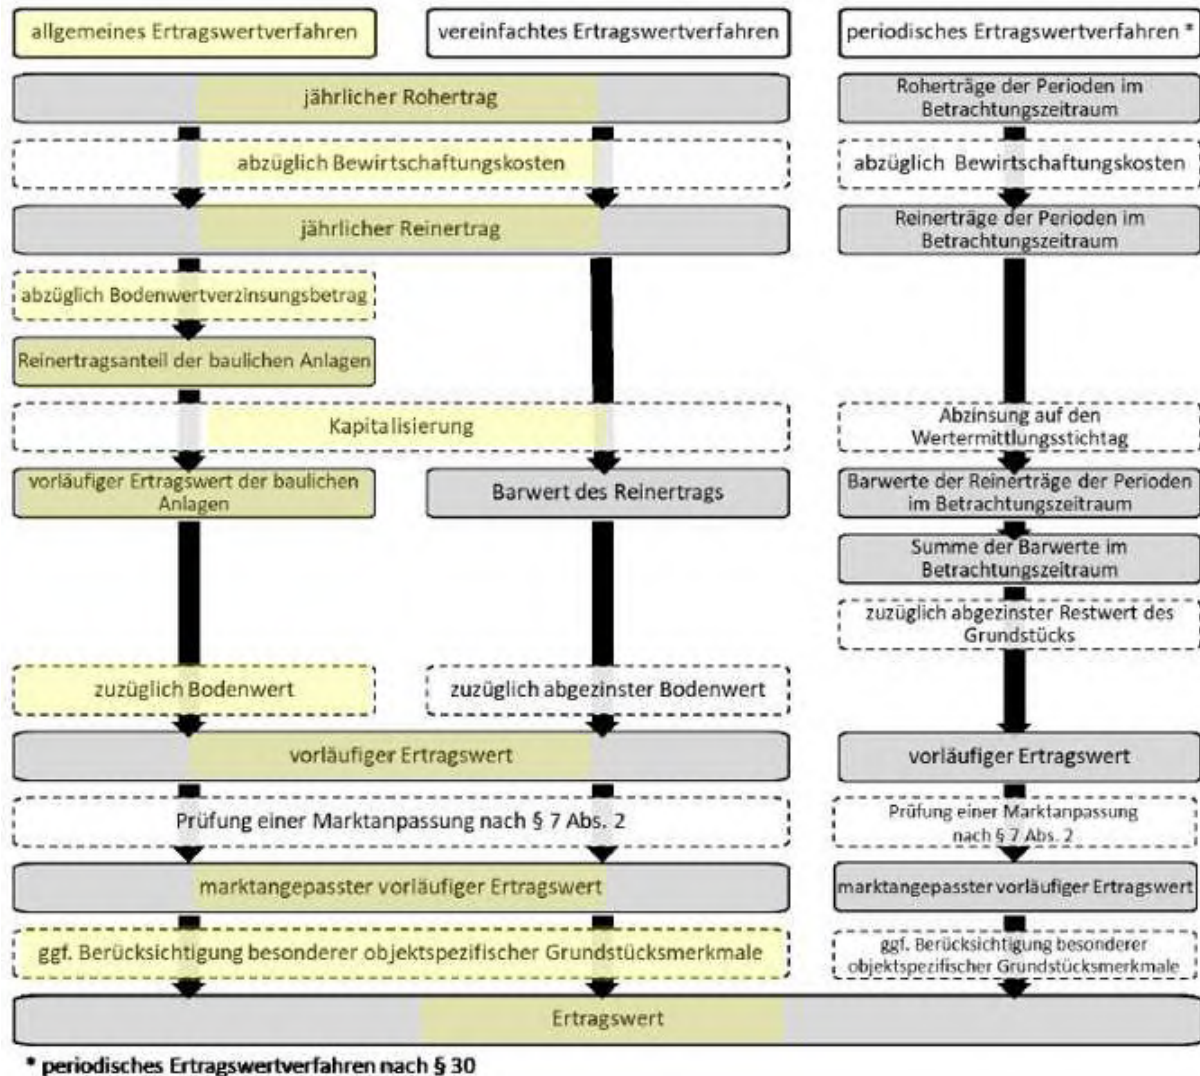 allgemeines Ertragswertverfahren
vereinfachtes Ertragswertverfahren
periodisches Ertragswertverfahren *
jährlicher Rohertrag
Roherträge der Perioden im
Betrachtungszeitraum
abzüglich Bewirtschaftungskosten
abzüglich Bewirtschaftungskosten
jährlicher Reinertrag
Reinerträge der Perioden im
Betrachtungszeitraum
abzüglich Bodenwertverzinsungsbetrag
Reinertragsanteil der baulichen Anlagen
Kapitalisierung
Abzinsung auf den
Wertermittlungsstichtag
vorläufiger Ertragswert der baulichen
Anlagen
Barwert des Reinertrags
Barwerte der Reinerträge der Perioden
im Betrachtungszeitraum
Summe der Barwerte im
Betrachtungszeitraum
zuzüglich abgezinster Restwert des
Grundstücks
zuzüglich Bodenwert
zuzüglich abgezinster Bodenwert
vorläufiger Ertragswert
vorläufiger Ertragswert
Prüfung einer Marktanpassung nach § 7 Abs. 2
Prüfung einer Marktanpassung
nach § 7 Abs. 2
marktangepasster vorläufiger Ertragswert
marktangepasster vorläufiger Ertragswert
ggf. Berücksichtigung besonderer objektspezifischer Grundstücksmerkmale
ggf. Berücksichtigung besonderer
objektspezifischer Grundstücksmerkmale
Ertragswert
* periodisches Ertragswertverfahren nach § 30